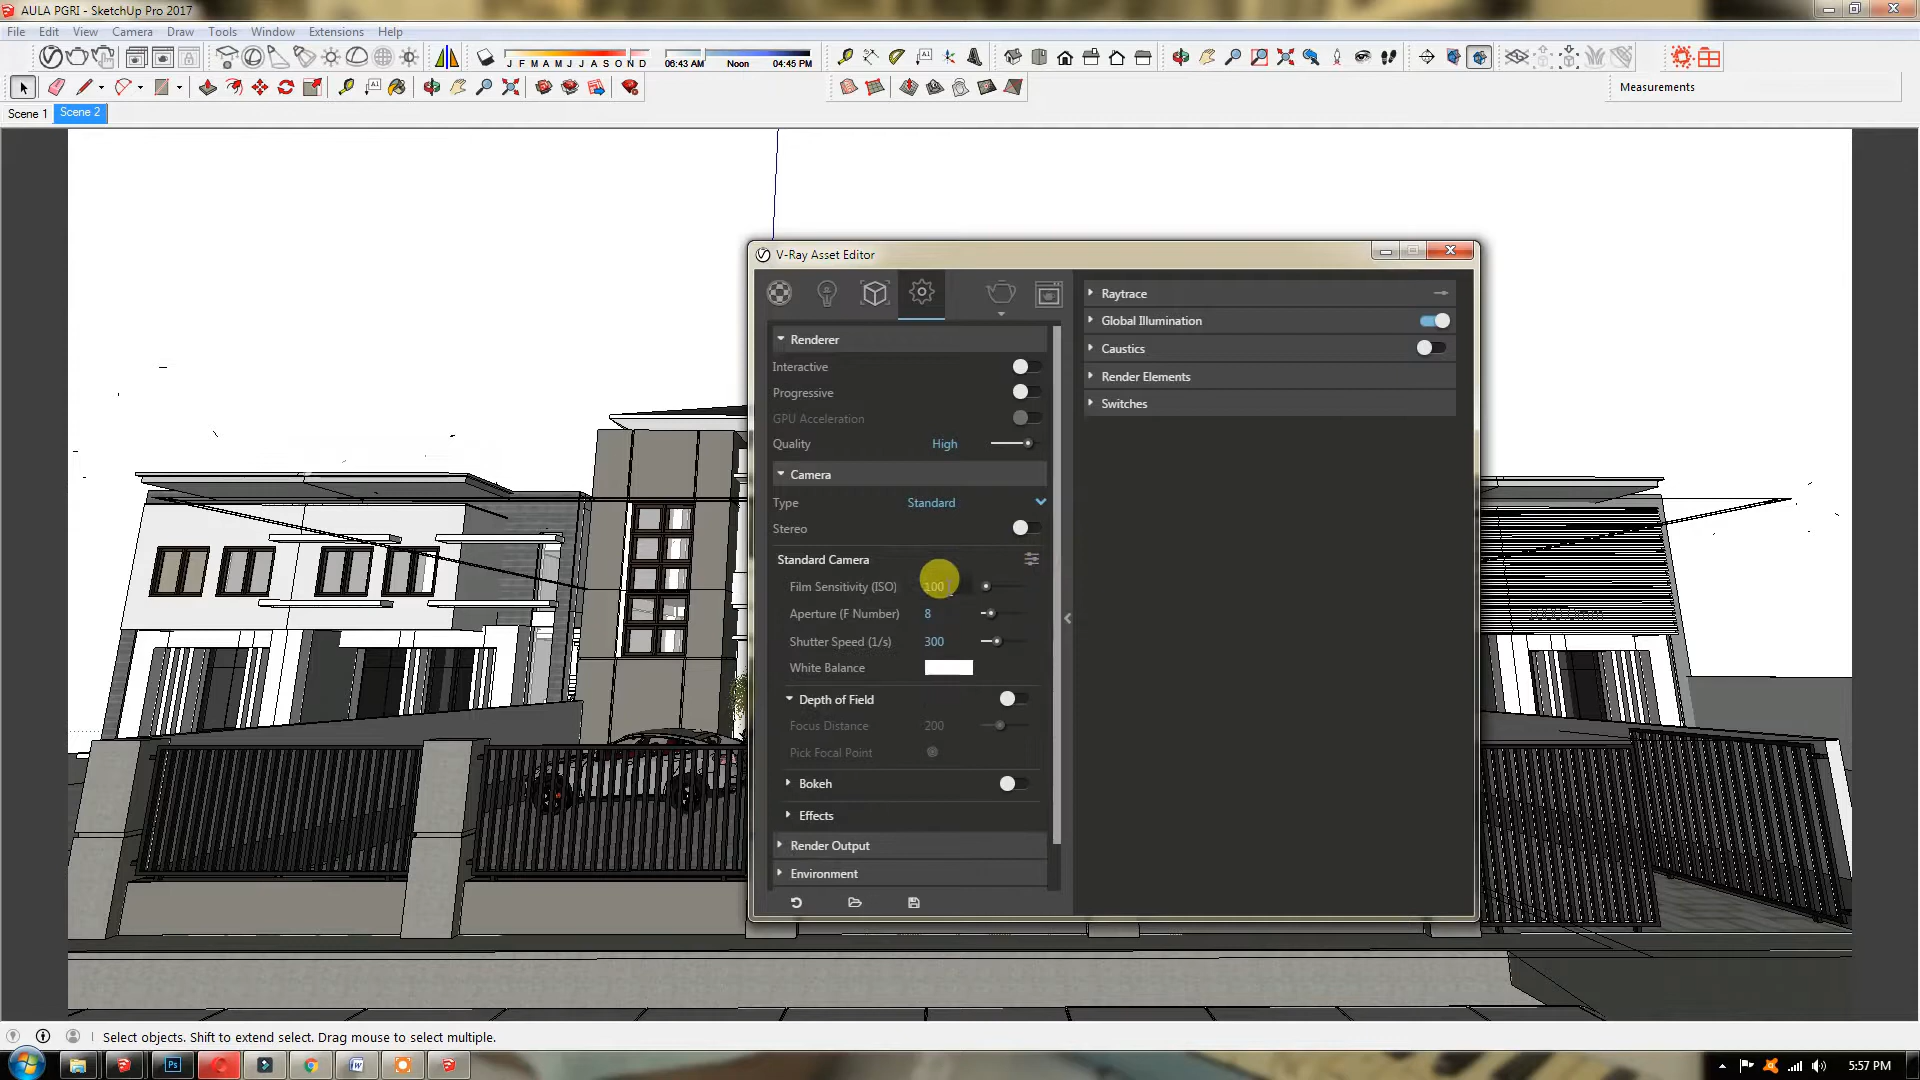 AULA PGRI - SketchUp Pro 2017
File Edit View Camera Draw Tools Window Extensions Help
J F M A M J J A S O N D 06:43 AM Noon 04:45 PM
Measurements
Scene 1 Scene 2
V-Ray Asset Editor
Renderer
Interactive
Progressive
GPU Acceleration
Quality High
Camera
Type Standard
Stereo
Standard Camera
Film Sensitivity (ISO) 100
Aperture (F Number) 8
Shutter Speed (1/s) 300
White Balance
Depth of Field
Focus Distance 200
Pick Focal Point
Bokeh
Effects
Render Output
Environment
Raytrace
Global Illumination
Caustics
Render Elements
Switches
Select objects. Shift to extend select. Drag mouse to select multiple.
Ps
5:57 PM